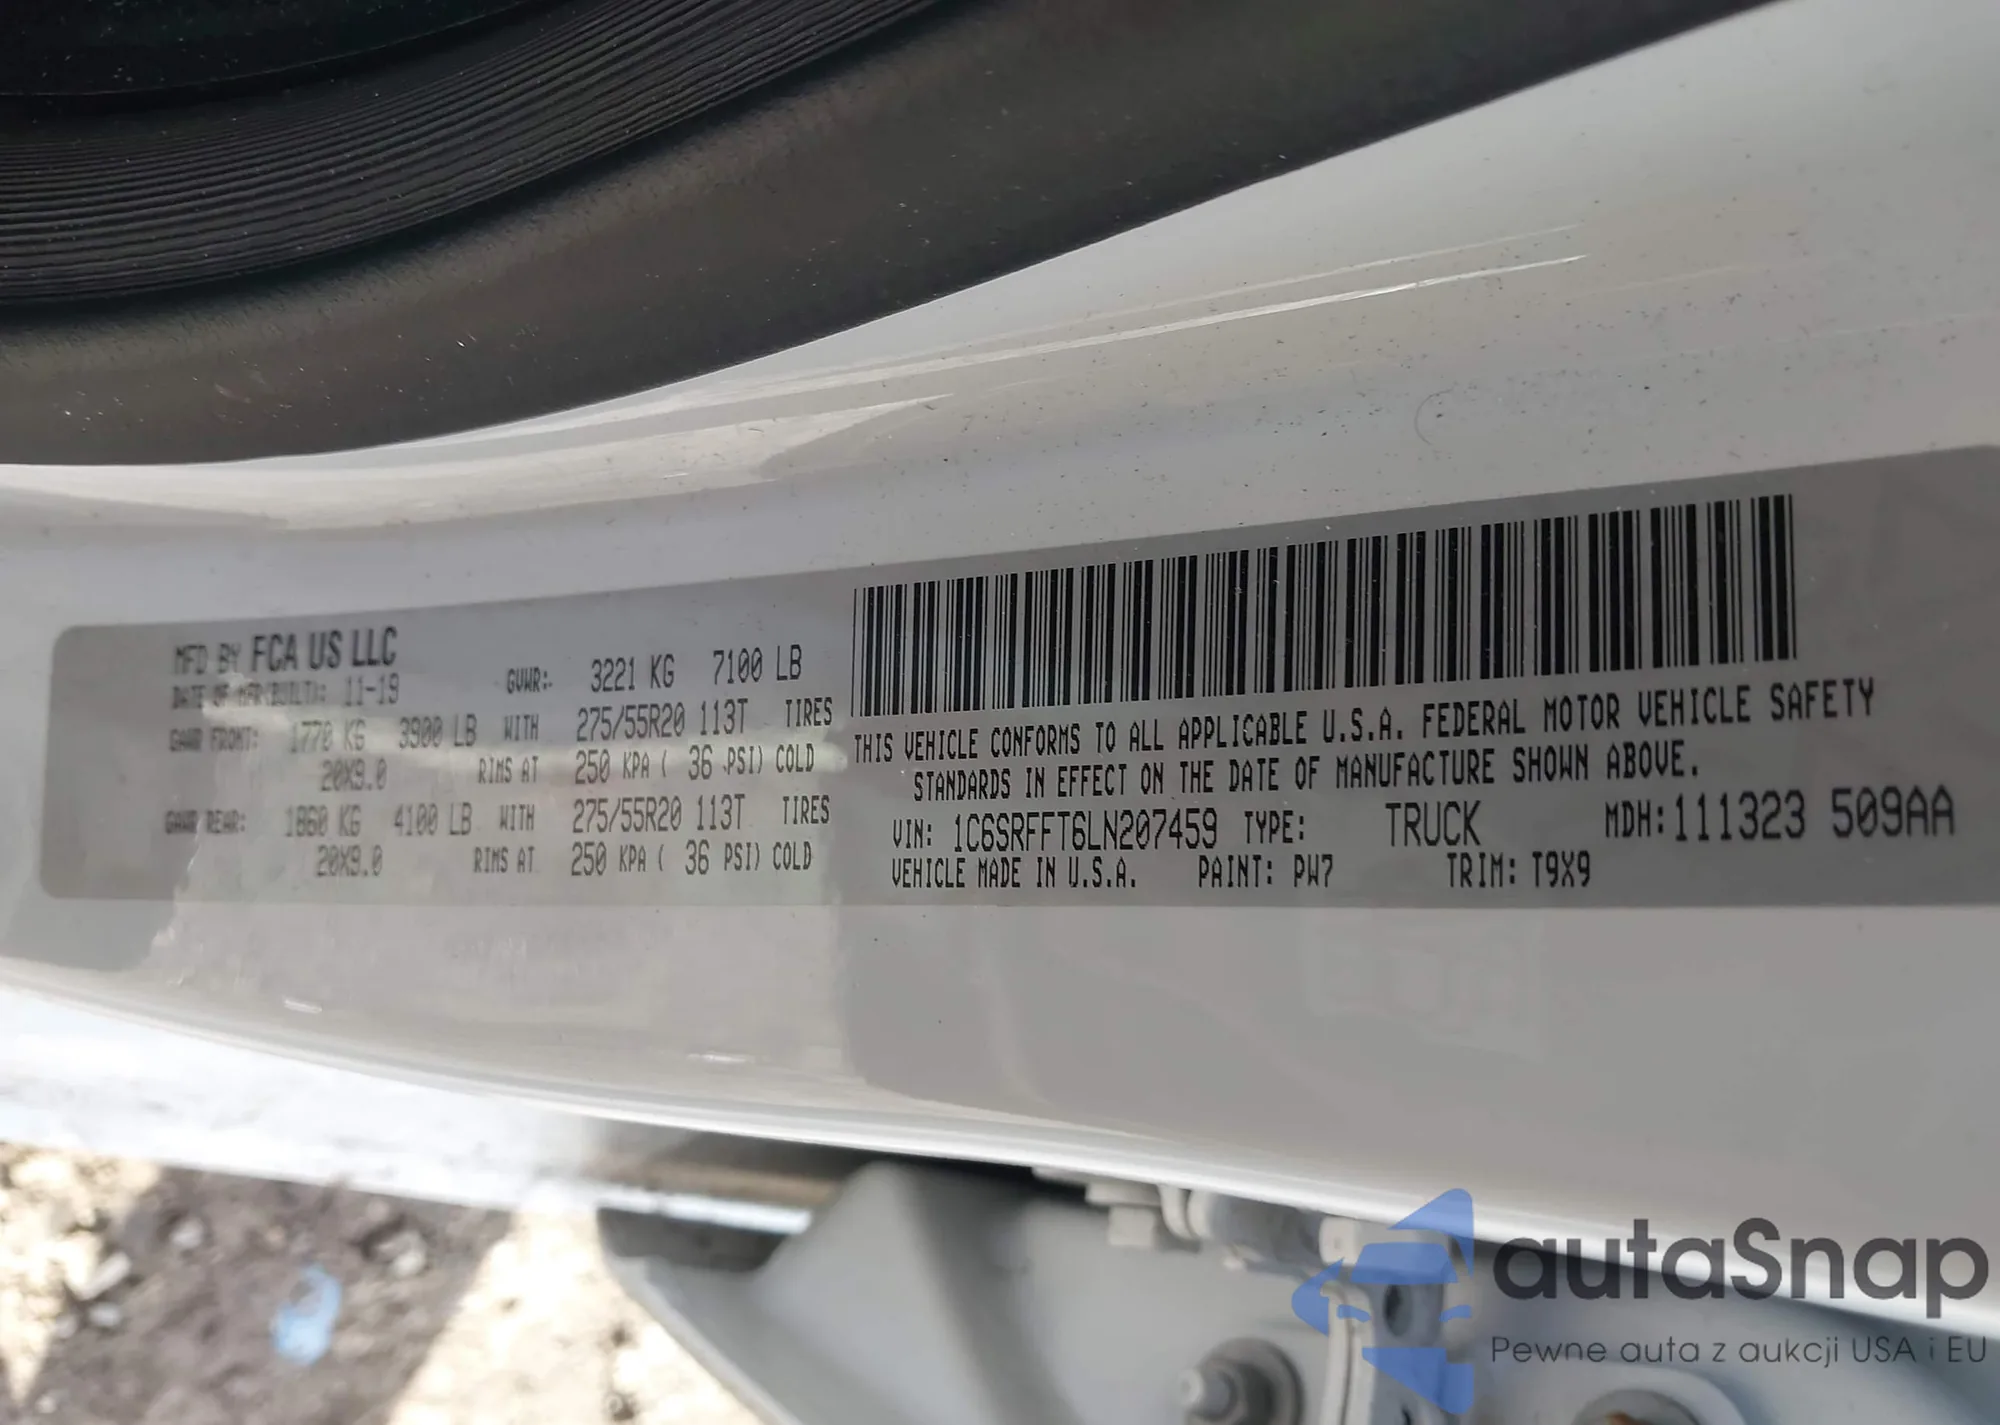 MFD BY FCA US LLC
DATE OF MFR(BUILT): 11-19 GVWR: 3221 KG 7100 LB
GAWR FRONT: 1770 KG 3900 LB WITH 275/55R20 113T TIRES
20X9.0 RIMS AT 250 KPA ( 36 PSI) COLD
GAWR REAR: 1860 KG 4100 LB WITH 275/55R20 113T TIRES
20X9.0 RIMS AT 250 KPA ( 36 PSI) COLD
THIS VEHICLE CONFORMS TO ALL APPLICABLE U.S.A. FEDERAL MOTOR VEHICLE SAFETY
STANDARDS IN EFFECT ON THE DATE OF MANUFACTURE SHOWN ABOVE.
VIN: 1C6SRFFT6LN207459 TYPE: TRUCK MDH: 111323 509AA
VEHICLE MADE IN U.S.A. PAINT: PW7 TRIM: T9X9
autaSnap
Pewne auta z aukcji USA i EU